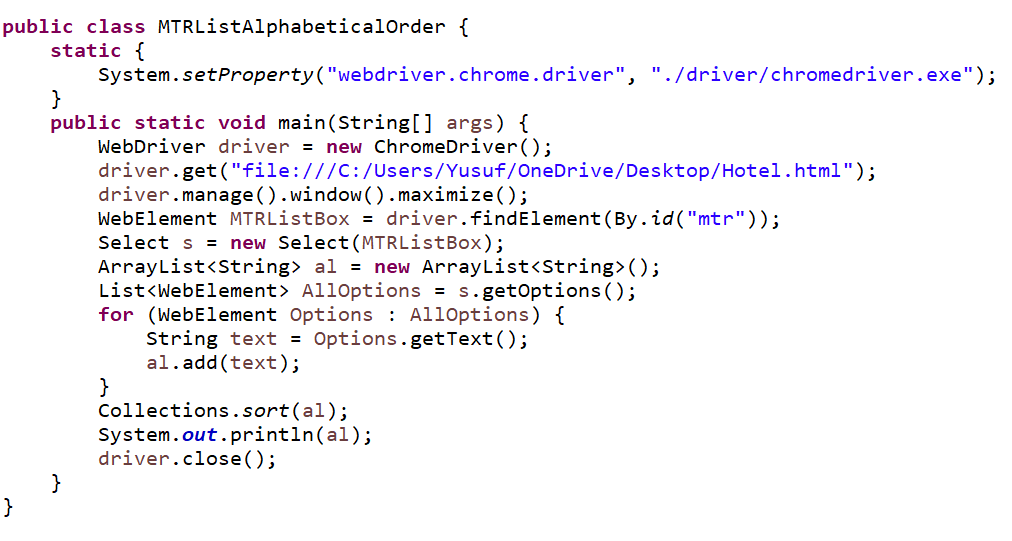 public class MTRListAlphabeticalOrder {
    static {
        System.setProperty("webdriver.chrome.driver", "./driver/chromedriver.exe");
    }
    public static void main(String[] args) {
        WebDriver driver = new ChromeDriver();
        driver.get("file:///C:/Users/Yusuf/OneDrive/Desktop/Hotel.html");
        driver.manage().window().maximize();
        WebElement MTRListBox = driver.findElement(By.id("mtr"));
        Select s = new Select(MTRListBox);
        ArrayList<String> al = new ArrayList<String>();
        List<WebElement> AllOptions = s.getOptions();
        for (WebElement Options : AllOptions) {
            String text = Options.getText();
            al.add(text);
        }
        Collections.sort(al);
        System.out.println(al);
        driver.close();
    }
}